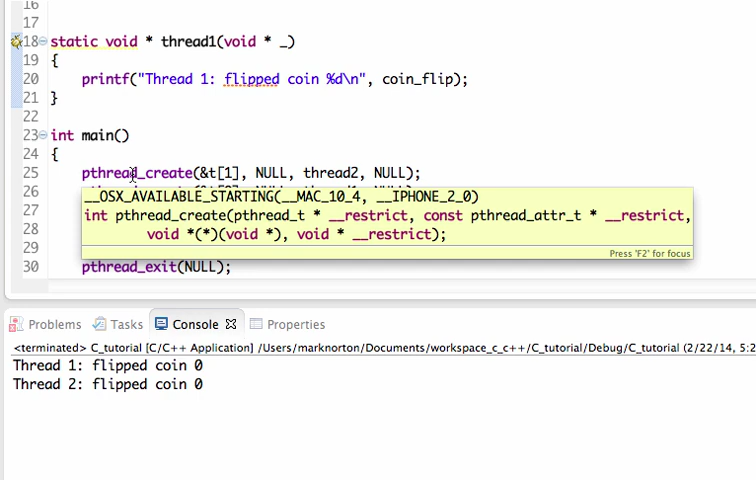 16
17
18 static void * thread1(void * _)
19 {
20 printf("Thread 1: flipped coin %d\n", coin_flip);
21 }
22
23 int main()
24 {
25 pthread_create(&t[1], NULL, thread2, NULL);
26
__OSX_AVAILABLE_STARTING(__MAC_10_4, __IPHONE_2_0)
27 int pthread_create(pthread_t * __restrict, const pthread_attr_t * __restrict,
28 void *(*)(void *), void * __restrict);
29 Press 'F2' for focus
30 pthread_exit(NULL);
Problems Tasks Console Properties
<terminated> C_tutorial [C/C++ Application] /Users/marknorton/Documents/workspace_c_c++/C_tutorial/Debug/C_tutorial (2/22/14, 5:2
Thread 1: flipped coin 0
Thread 2: flipped coin 0